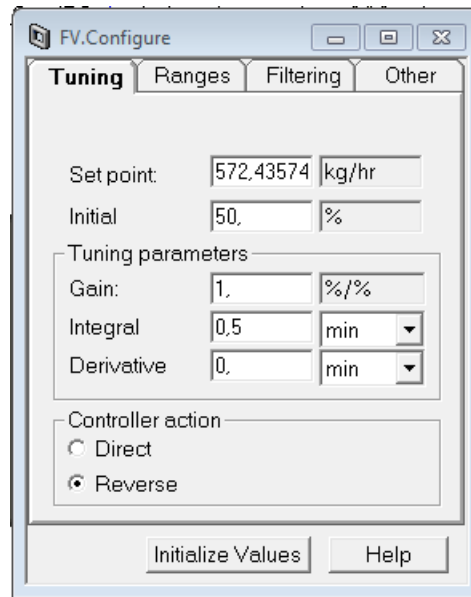 FV.Configure
Tuning Ranges Filtering Other
Set point: 572,43574 kg/hr
Initial 50, %
Tuning parameters
Gain: 1, %/%
Integral 0,5 min
Derivative 0, min
Controller action
Direct
Reverse
Initialize Values Help